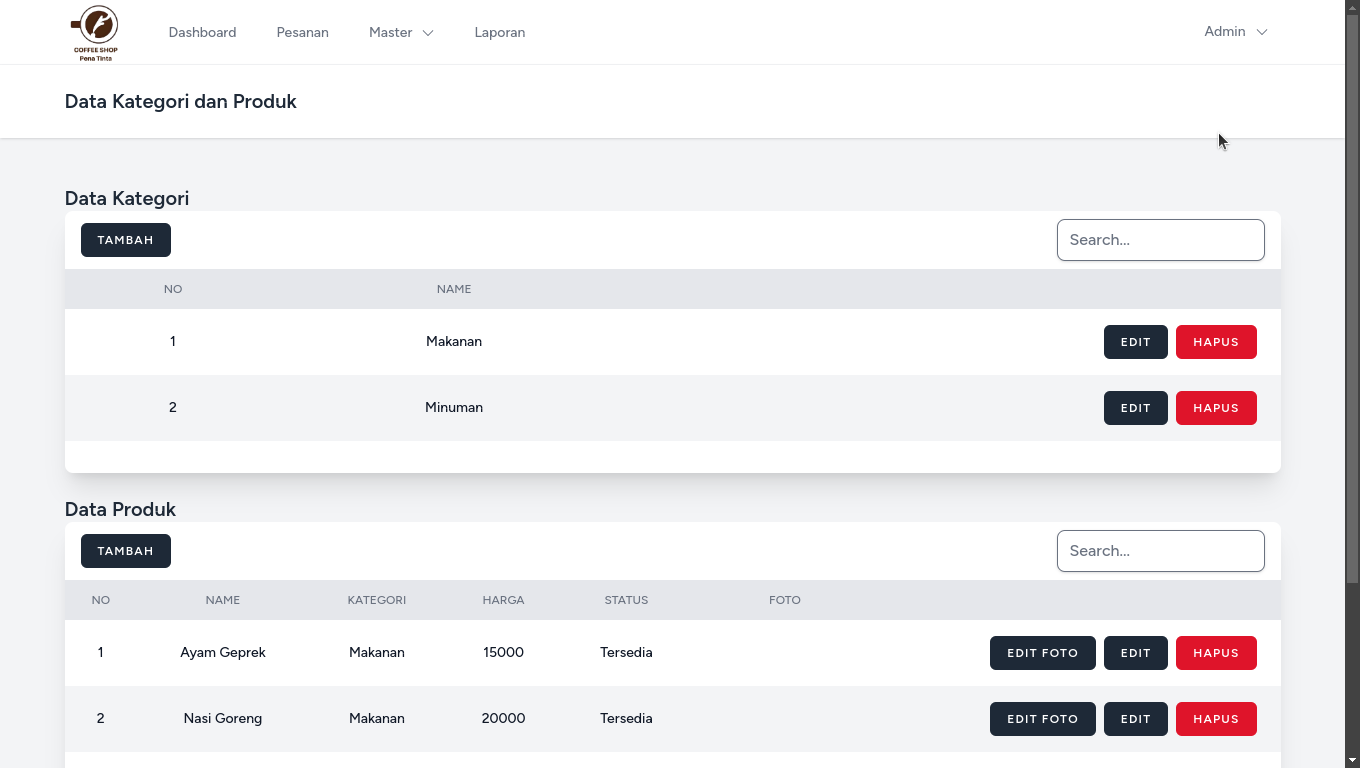 COFFEE SHOP
Pena Tinta
Dashboard Pesanan Master Laporan Admin
Data Kategori dan Produk
Data Kategori
TAMBAH Search...
NO NAME
1 Makanan EDIT HAPUS
2 Minuman EDIT HAPUS
Data Produk
TAMBAH Search...
NO NAME KATEGORI HARGA STATUS FOTO
1 Ayam Geprek Makanan 15000 Tersedia EDIT FOTO EDIT HAPUS
2 Nasi Goreng Makanan 20000 Tersedia EDIT FOTO EDIT HAPUS